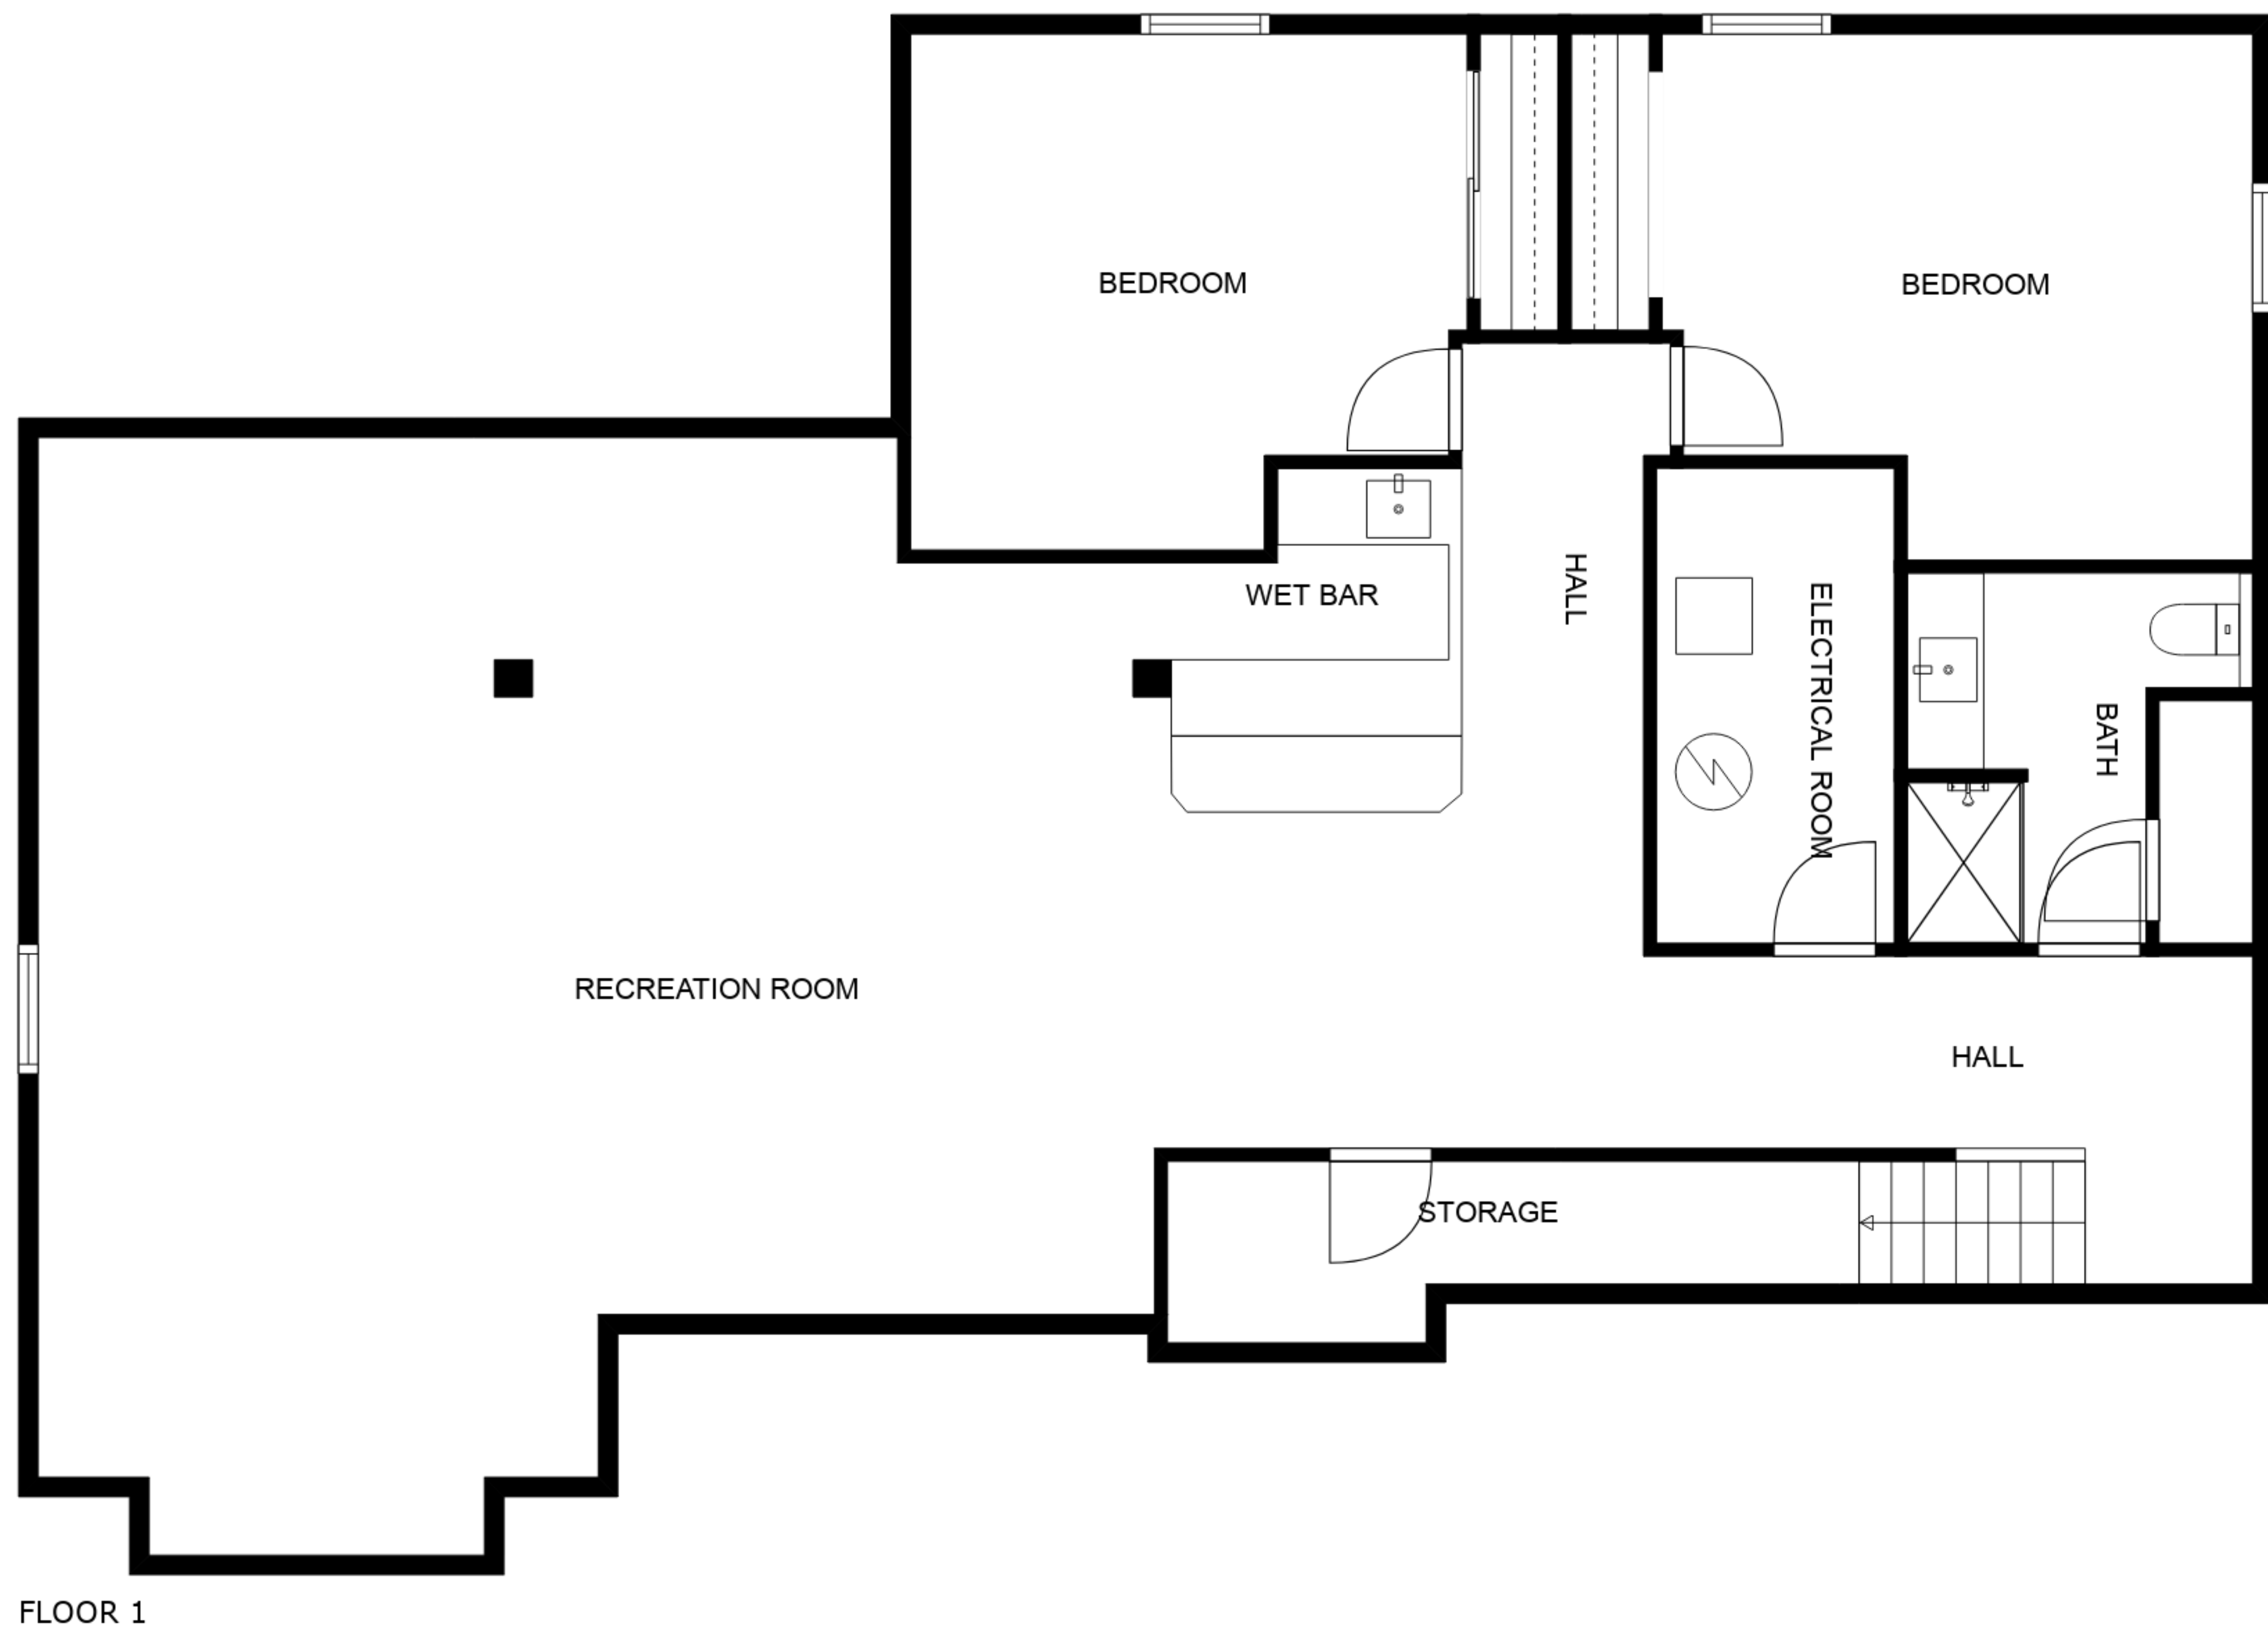 BEDROOM
BEDROOM
WET BAR
HALL
ELECTRICAL ROOM
BATH
RECREATION ROOM
HALL
STORAGE
FLOOR 1